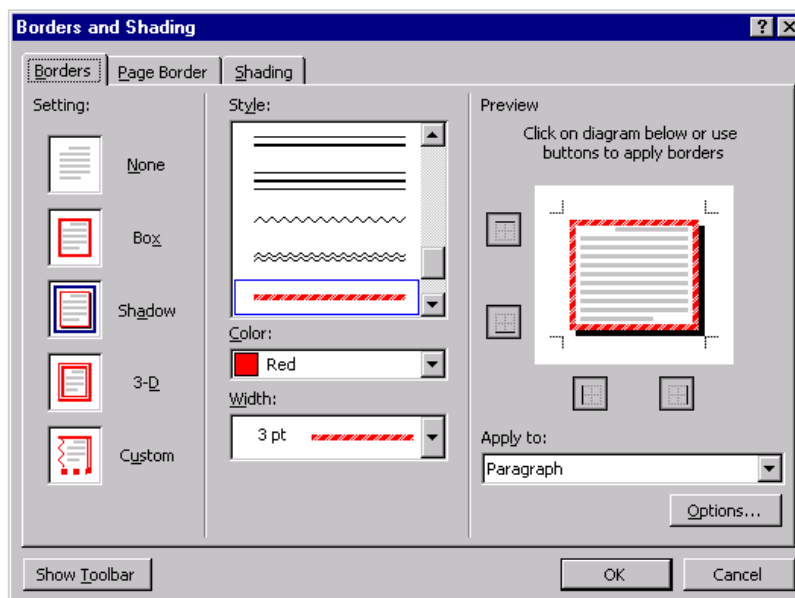 Borders and Shading
Borders
Page Border
Shading
Setting:
None
Box
Shadow
3-D
Custom
Style:
Color:
Red
Width:
3 pt
Preview
Click on diagram below or use
buttons to apply borders
Apply to:
Paragraph
Options...
Show Toolbar
OK
Cancel